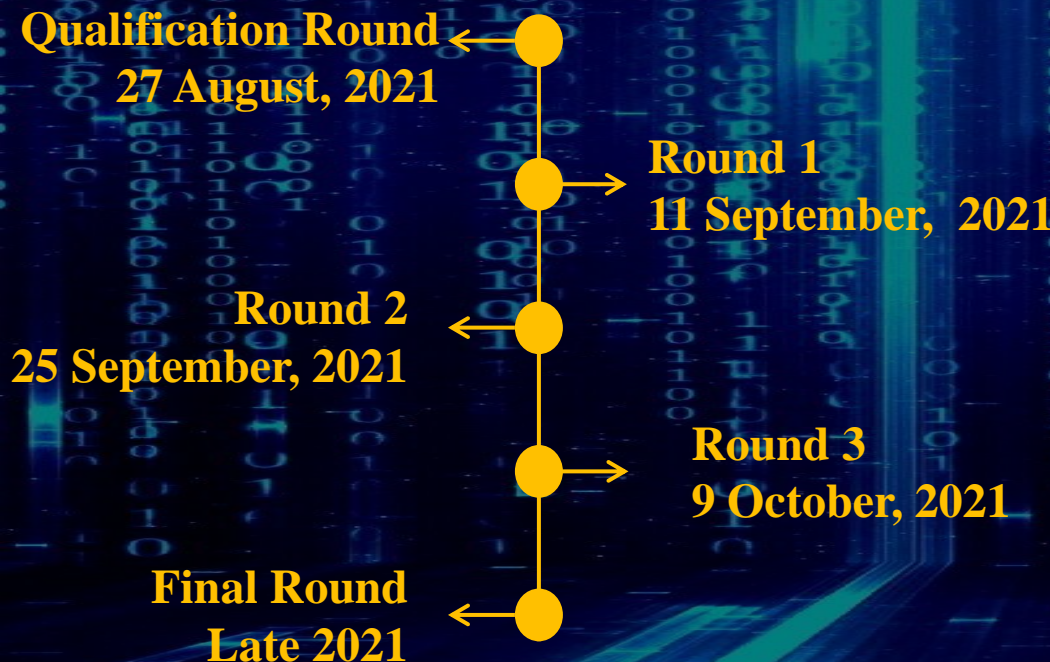 Qualification Round
27 August, 2021
Round 1
11 September, 2021
Round 2
25 September, 2021
Round 3
9 October, 2021
Final Round
Late 2021